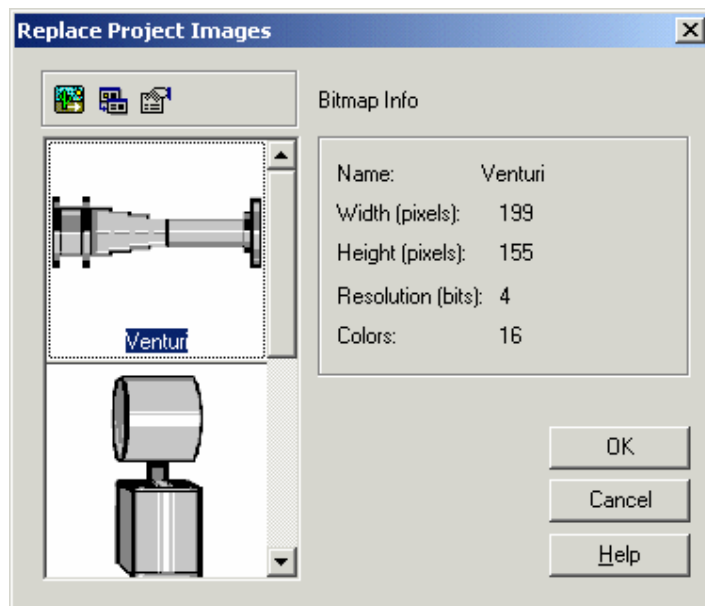 Replace Project Images
Bitmap Info
Name: Venturi
Width (pixels): 199
Height (pixels): 155
Resolution (bits): 4
Colors: 16
Venturi
OK
Cancel
Help